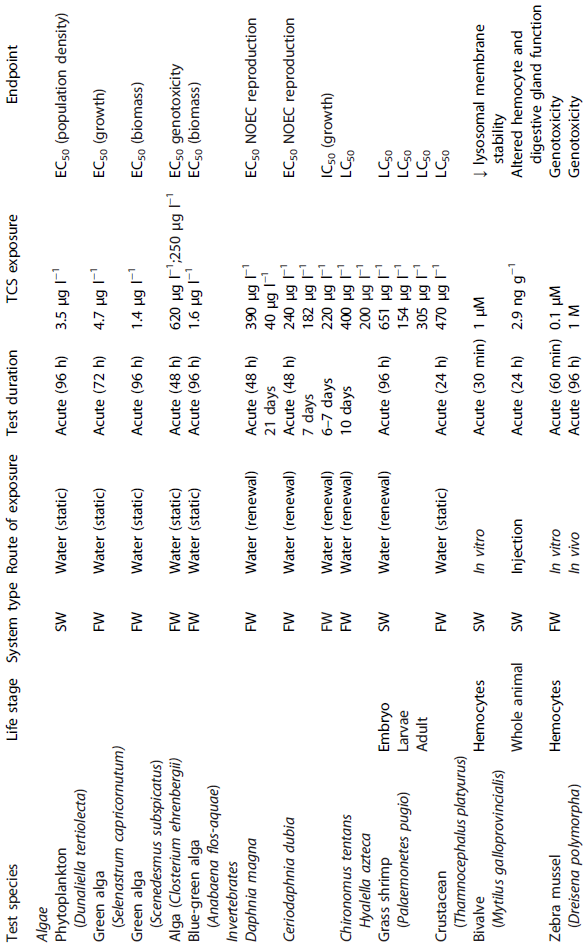 Test species Life stage System type Route of exposure Test duration TCS exposure Endpoint
Algae
Phytoplankton SW Water (static) Acute (96 h) 3.5 µg l⁻¹ EC₅₀ (population density)
(Dunaliella tertiolecta)
Green alga FW Water (static) Acute (72 h) 4.7 µg l⁻¹ EC₅₀ (growth)
(Selenastrum capricornutum)
Green alga FW Water (static) Acute (96 h) 1.4 µg l⁻¹ EC₅₀ (biomass)
(Scenedesmus subspicatus)
Alga (Closterium ehrenbergii) FW Water (static) Acute (48 h) 620 µg l⁻¹;250 µg l⁻¹ EC₅₀ genotoxicity
Blue-green alga FW Water (static) Acute (96 h) 1.6 µg l⁻¹ EC₅₀ (biomass)
(Anabaena flos-aquae)
Invertebrates
Daphnia magna FW Water (renewal) Acute (48 h) 390 µg l⁻¹ EC₅₀ NOEC reproduction
21 days 40 µg l⁻¹
Ceriodaphnia dubia FW Water (renewal) Acute (48 h) 240 µg l⁻¹ EC₅₀ NOEC reproduction
7 days 182 µg l⁻¹
FW Water (renewal) 6–7 days 220 µg l⁻¹ IC₅₀ (growth)
Chironomus tentans FW Water (renewal) 10 days 400 µg l⁻¹ LC₅₀
Hyalella azteca 200 µg l⁻¹
Grass shrimp Embryo SW Water (renewal) Acute (96 h) 651 µg l⁻¹ LC₅₀
(Palaemonetes pugio) Larvae 154 µg l⁻¹ LC₅₀
Adult 305 µg l⁻¹ LC₅₀
Crustacean FW Water (static) Acute (24 h) 470 µg l⁻¹ LC₅₀
(Thamnocephalus platyurus)
Bivalve Hemocytes SW In vitro Acute (30 min) 1 µM ↓ lysosomal membrane
(Mytilus galloprovincialis) stability
Whole animal SW Injection Acute (24 h) 2.9 ng g⁻¹ Altered hemocyte and
digestive gland function
Zebra mussel Hemocytes FW In vitro Acute (60 min) 0.1 µM Genotoxicity
(Dreisena polymorpha) In vivo Acute (96 h) 1 M Genotoxicity